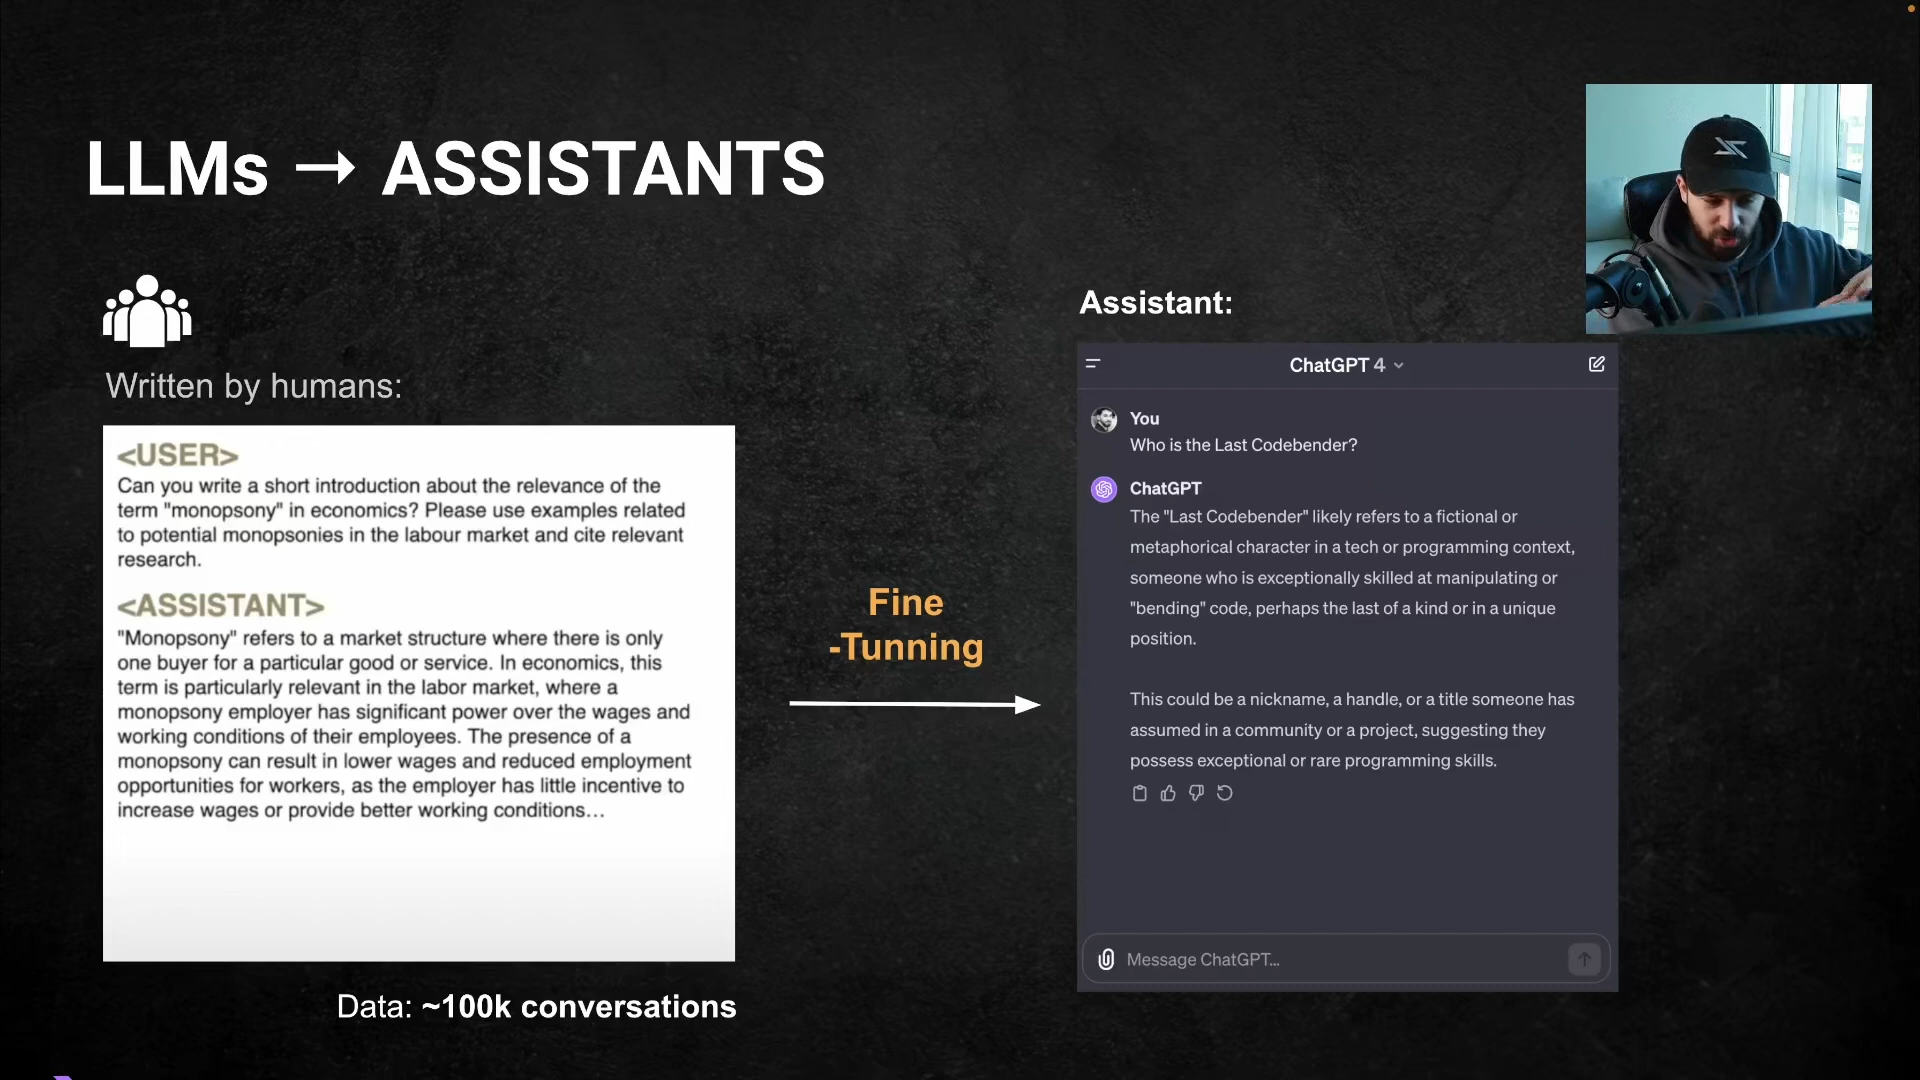 LLMs → ASSISTANTS
Written by humans:
<USER>
Can you write a short introduction about the relevance of the
term "monopsony" in economics? Please use examples related
to potential monopsonies in the labour market and cite relevant
research.
<ASSISTANT>
"Monopsony" refers to a market structure where there is only
one buyer for a particular good or service. In economics, this
term is particularly relevant in the labor market, where a
monopsony employer has significant power over the wages and
working conditions of their employees. The presence of a
monopsony can result in lower wages and reduced employment
opportunities for workers, as the employer has little incentive to
increase wages or provide better working conditions...
Data: ~100k conversations
Fine
-Tunning
Assistant:
ChatGPT 4
You
Who is the Last Codebender?
ChatGPT
The "Last Codebender" likely refers to a fictional or
metaphorical character in a tech or programming context,
someone who is exceptionally skilled at manipulating or
"bending" code, perhaps the last of a kind or in a unique
position.
This could be a nickname, a handle, or a title someone has
assumed in a community or a project, suggesting they
possess exceptional or rare programming skills.
Message ChatGPT...